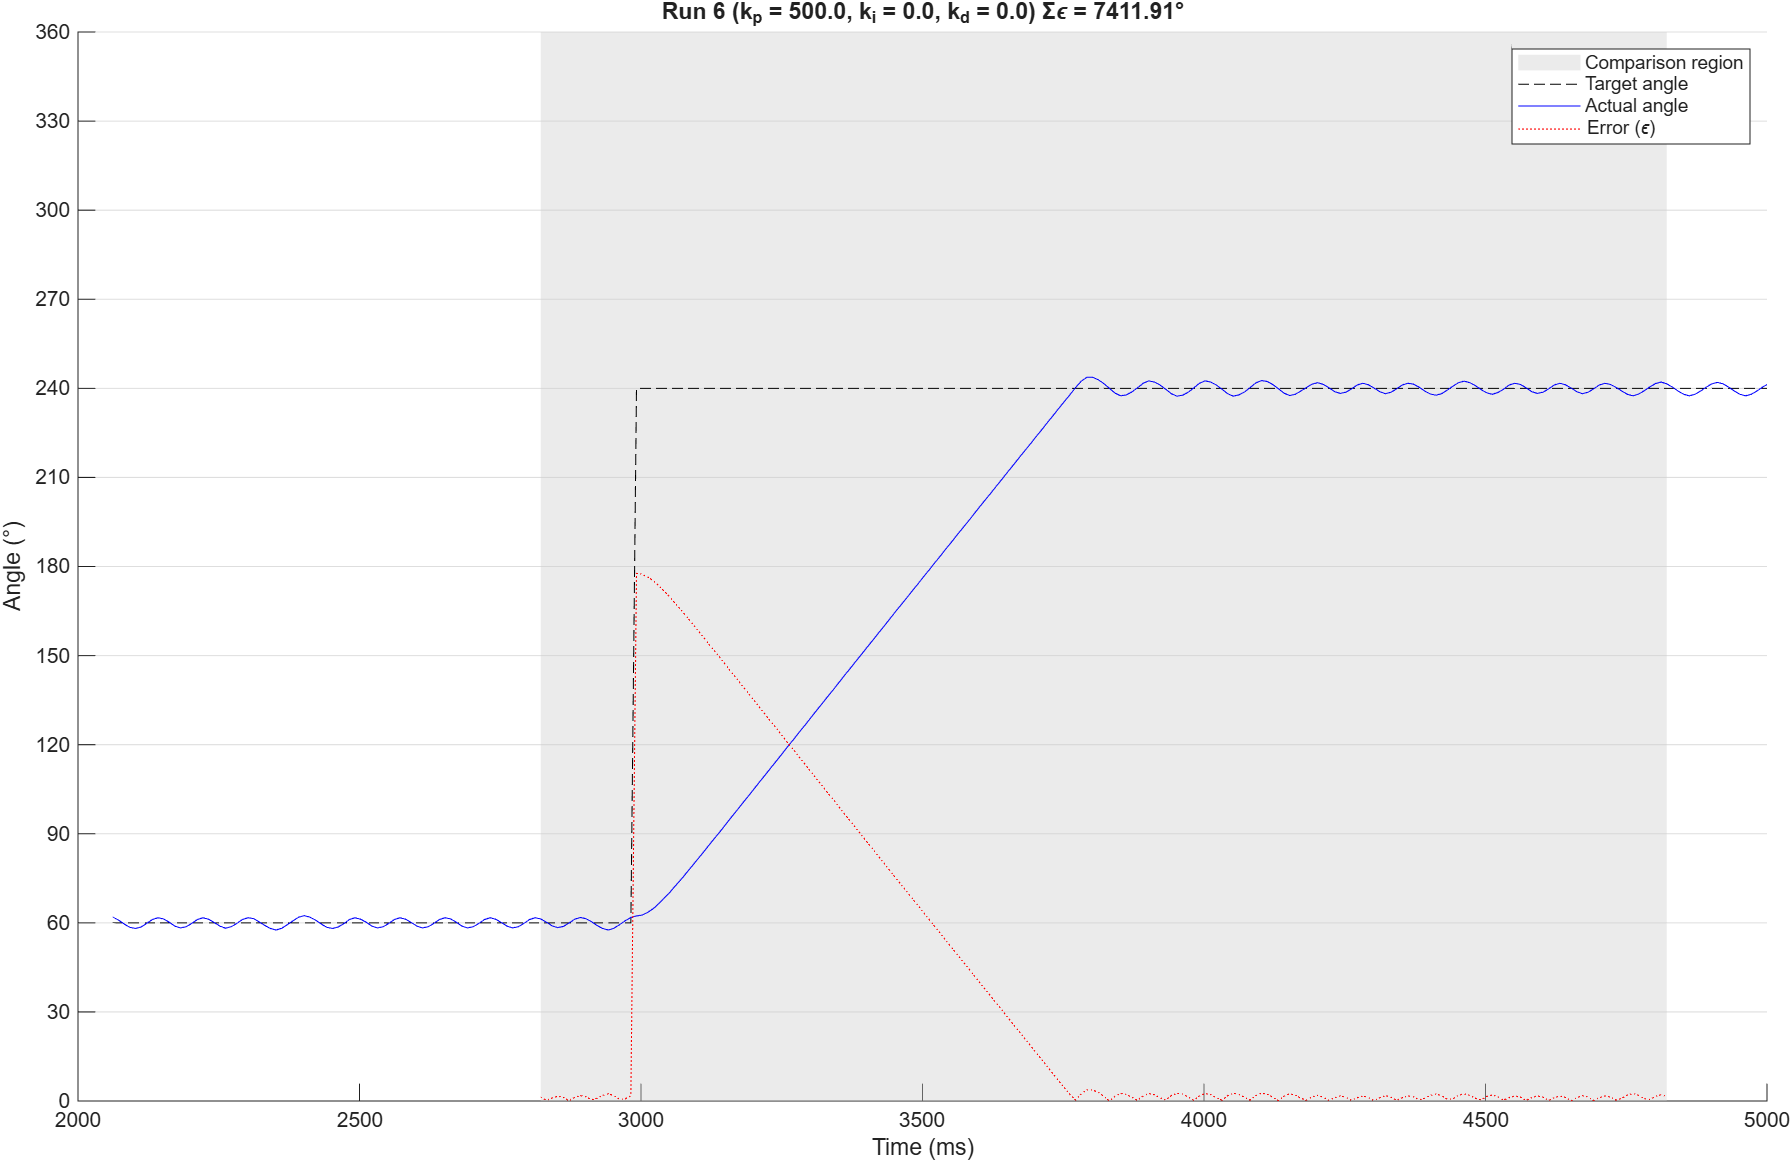 Run 6 (kp = 500.0, ki = 0.0, kd = 0.0) Σϵ = 7411.91°
Comparison region
Target angle
Actual angle
Error (ϵ)
Angle (°)
360
330
300
270
240
210
180
150
120
90
60
30
0
2000 2500 3000 3500 4000 4500 5000
Time (ms)